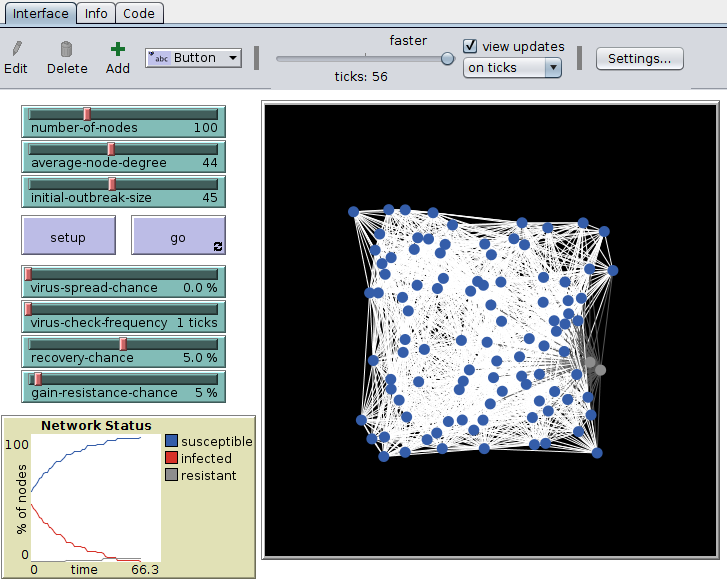 Interface Info Code
faster
view updates
Edit Delete Add abc Button on ticks Settings...
ticks: 56
number-of-nodes 100
average-node-degree 44
initial-outbreak-size 45
setup go
virus-spread-chance 0.0 %
virus-check-frequency 1 ticks
recovery-chance 5.0 %
gain-resistance-chance 5 %
Network Status
100
% of nodes
0
0 time 66.3
susceptible
infected
resistant